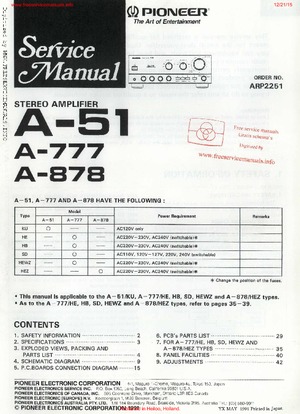 www.freeservicemanuals.info
12/21/15
PIONEER
The Art of Entertainment
Service
Manual
ORDER NO.
ARP2251
STEREO AMPLIFIER
A-51
A-777
A-878
Free service manuals
Gratis schema's
Digitized by
www.freeservicemanuals.info
A-51, A-777 AND A-878 HAVE THE FOLLOWING :
Type Model Power Requirement Remarks
A-51 A-777 A-878
KU ○ — — AC120V only
HE — ○ ○ AC220V-230V, AC240V (switchable)※
HB — ○ ○ AC220V-230V, AC240V (switchable)※
SD — ○ — AC110V, 120V-127V, 220V, 240V (switchable)
HEWZ — ○ — AC220V-230V, AC240V (switchable)※
HEZ — — ○ AC220V-230V, AC240V (switchable)※
※ Change the position of the fuses.
• This manual is applicable to the A-51/KU, A-777/HE, HB, SD, HEWZ and A-878/HEZ types.
• As to the A-777/HE, HB, SD, HEWZ and A-878/HEZ types, refer to pages 35-39.
CONTENTS
1. SAFETY INFORMATION 2
2. SPECIFICATIONS 3
3. EXPLODED VIEWS, PACKING AND
PARTS LIST 4
4. SCHEMATIC DIAGRAM 9
5. P.C.BOARDS CONNECTION DIAGRAM 15
6. PCB's PARTS LIST 29
7. FOR A-777/HE, HB, SD, HEWZ AND
A-878/HEZ TYPES 35
8. PANEL FACILITIES 40
9. ADJUSTMENTS 42
PIONEER ELECTRONIC CORPORATION
PIONEER ELECTRONICS SERVICE INC.
PIONEER ELECTRONICS OF CANADA, INC.
PIONEER ELECTRONIC [EUROPE] N.V.
PIONEER ELECTRONICS AUSTRALIA PTY. LTD.
© PIONEER ELECTRONIC CORPORATION 1991
YX MAY 1991 Printed in Japan